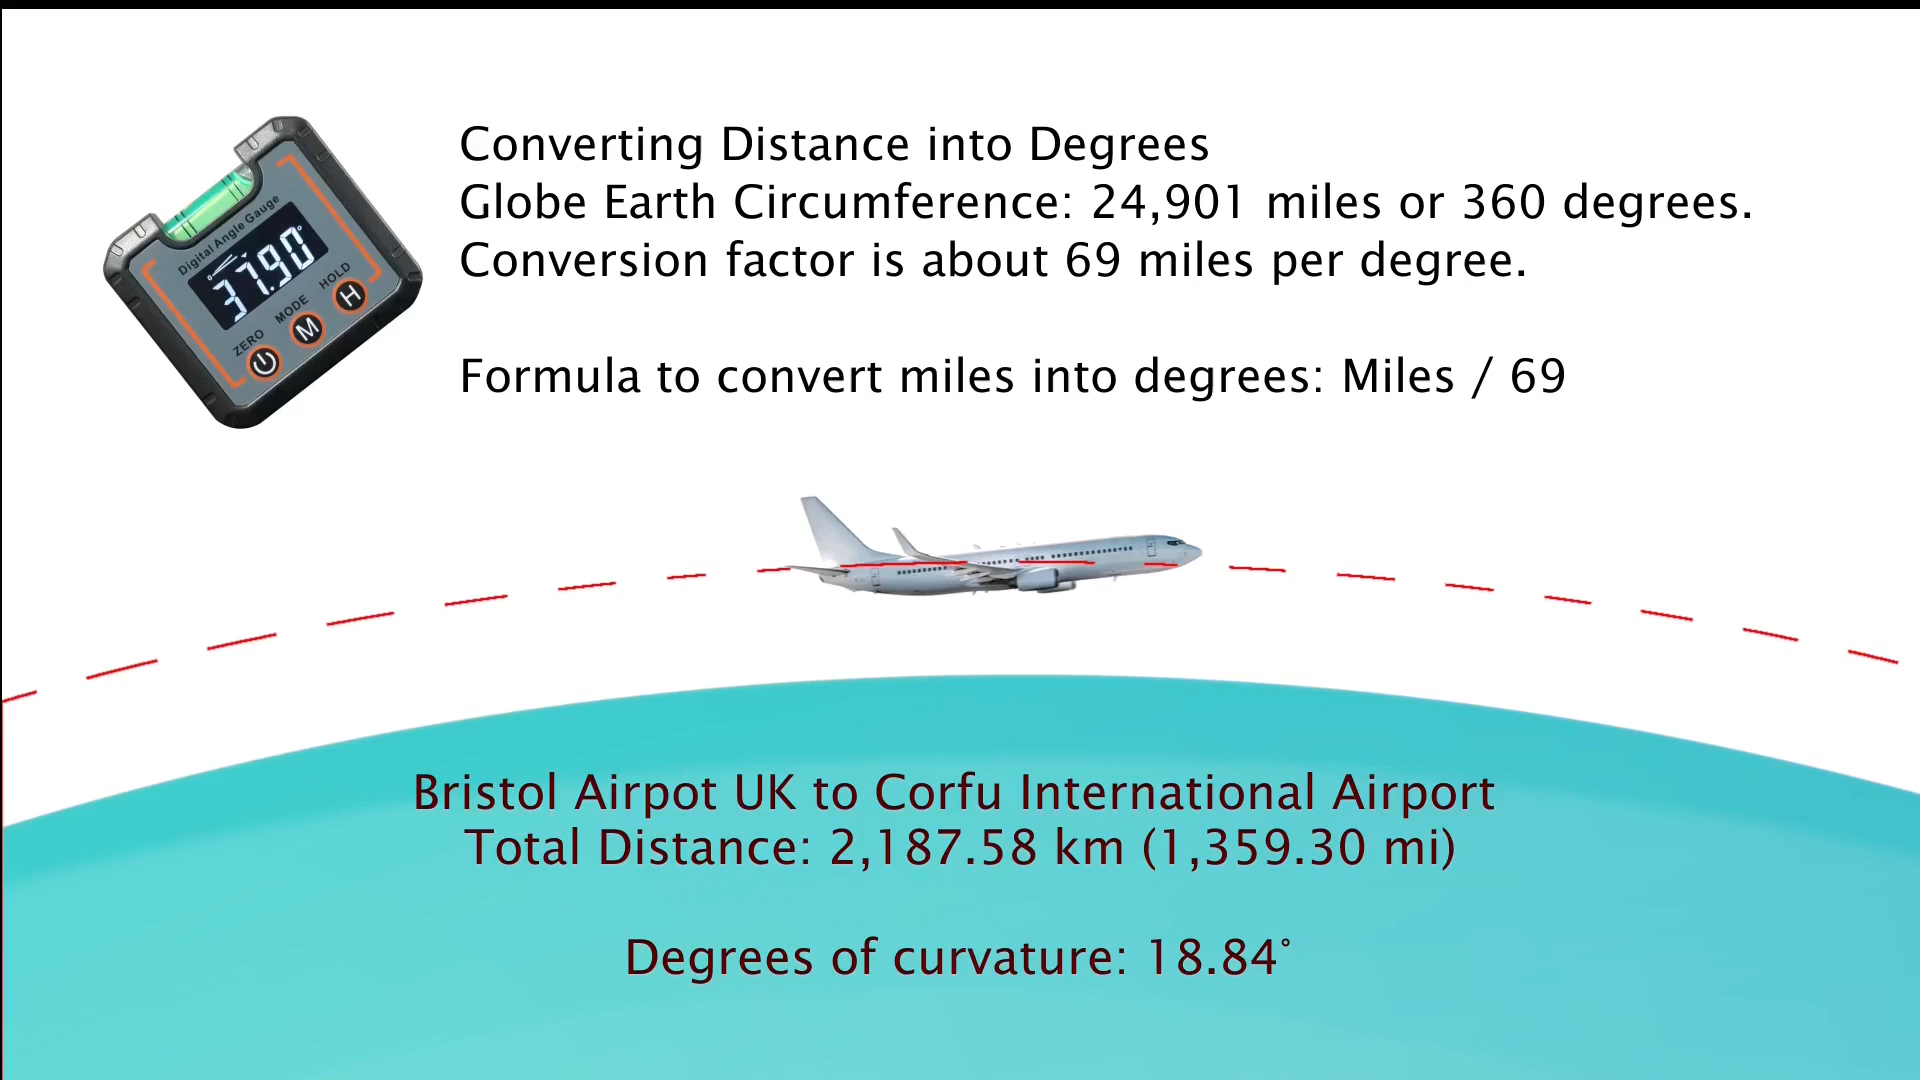 Converting Distance into Degrees
Globe Earth Circumference: 24,901 miles or 360 degrees.
Conversion factor is about 69 miles per degree.
Formula to convert miles into degrees: Miles / 69
Digital Angle Gauge
37.90°
ZERO MODE HOLD
M H
Bristol Airpot UK to Corfu International Airport
Total Distance: 2,187.58 km (1,359.30 mi)
Degrees of curvature: 18.84°